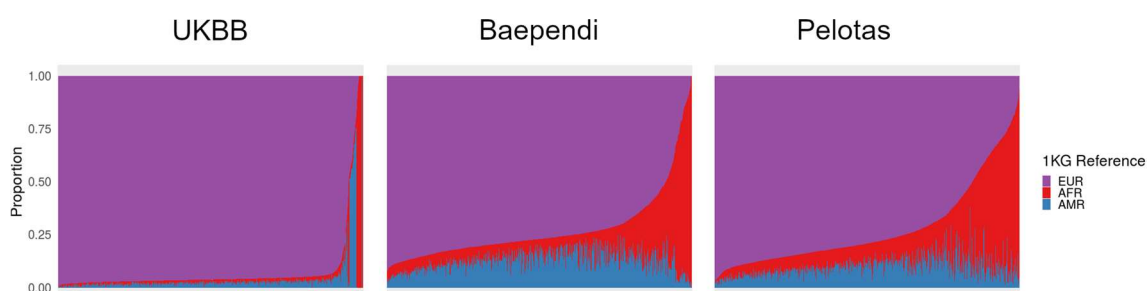 UKBB
Baependi
Pelotas
1.00
0.75
0.50
0.25
0.00
Proportion
1KG Reference
EUR
AFR
AMR